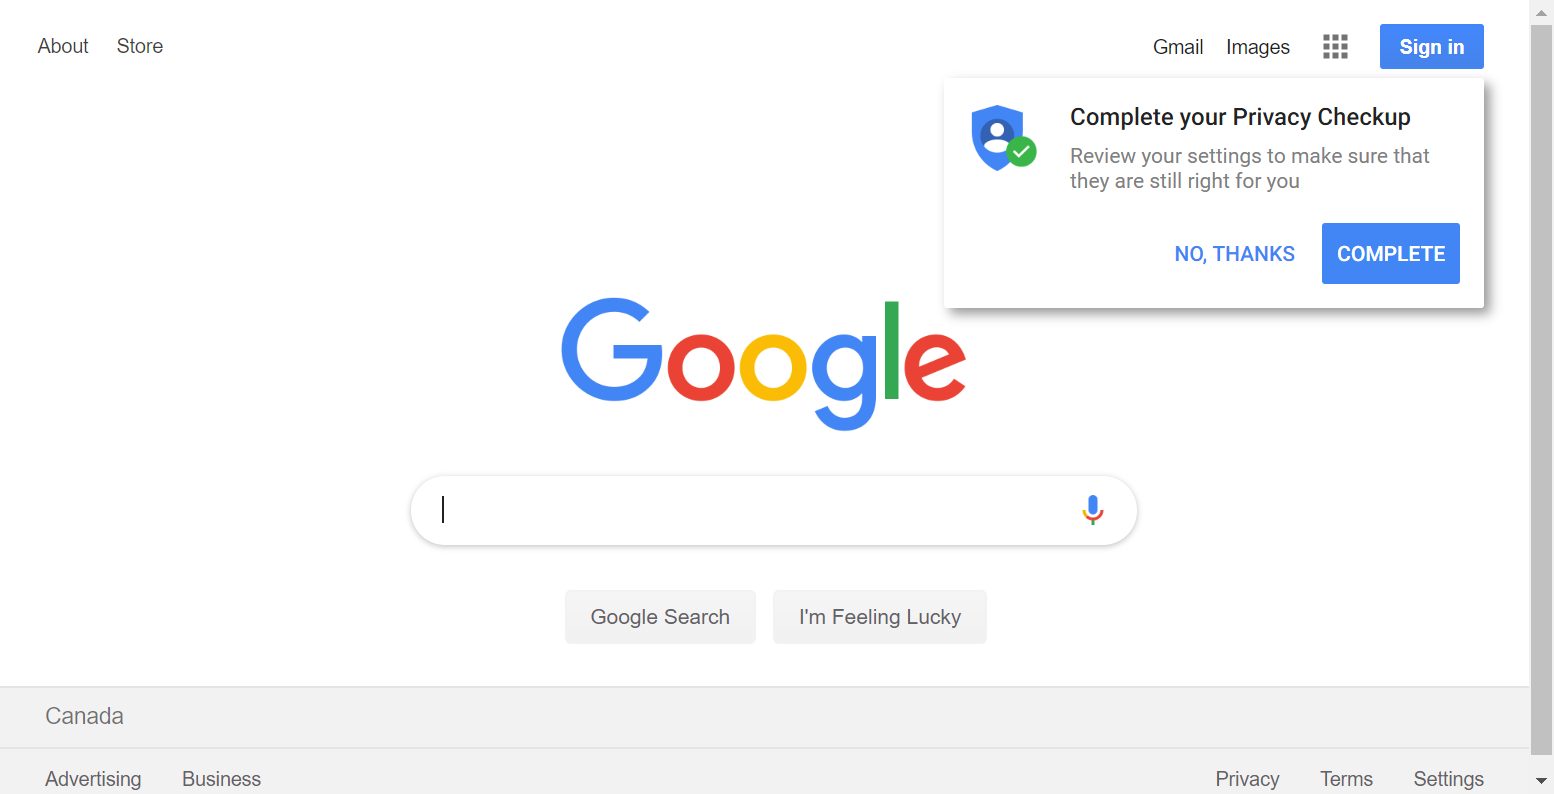 About Store Gmail Images Sign in
Complete your Privacy Checkup
Review your settings to make sure that
they are still right for you
NO, THANKS COMPLETE
Google
Google Search I'm Feeling Lucky
Canada
Advertising Business Privacy Terms Settings